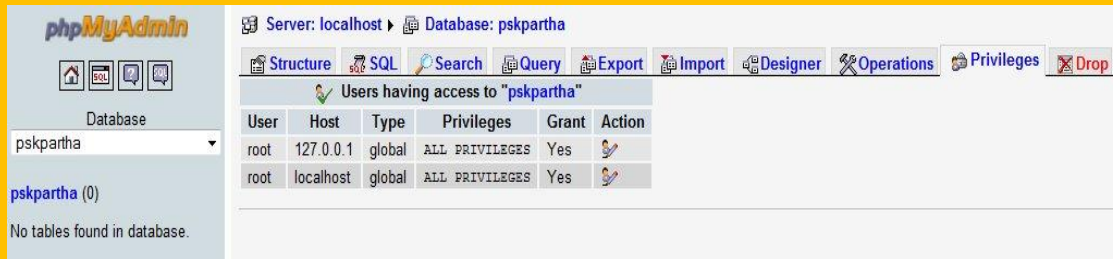 phpMyAdmin
SQL
Database
pskpartha
pskpartha (0)
No tables found in database.
Server: localhost Database: pskpartha
Structure SQL Search Query Export Import Designer Operations Privileges Drop
Users having access to "pskpartha"
User Host Type Privileges Grant Action
root 127.0.0.1 global ALL PRIVILEGES Yes
root localhost global ALL PRIVILEGES Yes